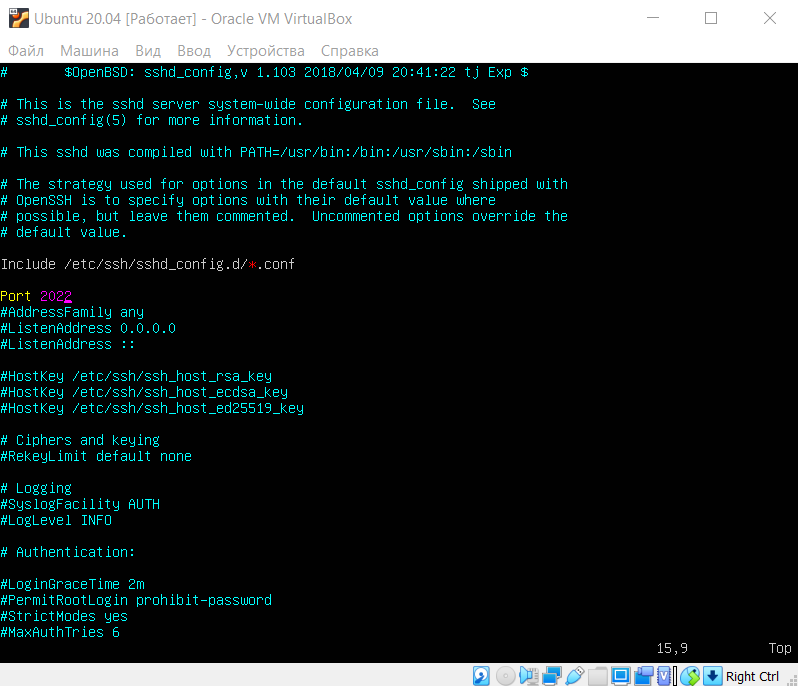 Ubuntu 20.04 [Работает] - Oracle VM VirtualBox
Файл Машина Вид Ввод Устройства Справка
#       $OpenBSD: sshd_config,v 1.103 2018/04/09 20:41:22 tj Exp $
# This is the sshd server system-wide configuration file.  See
# sshd_config(5) for more information.
# This sshd was compiled with PATH=/usr/bin:/bin:/usr/sbin:/sbin
# The strategy used for options in the default sshd_config shipped with
# OpenSSH is to specify options with their default value where
# possible, but leave them commented.  Uncommented options override the
# default value.
Include /etc/ssh/sshd_config.d/*.conf
Port 2022
#AddressFamily any
#ListenAddress 0.0.0.0
#ListenAddress ::
#HostKey /etc/ssh/ssh_host_rsa_key
#HostKey /etc/ssh/ssh_host_ecdsa_key
#HostKey /etc/ssh/ssh_host_ed25519_key
# Ciphers and keying
#RekeyLimit default none
# Logging
#SyslogFacility AUTH
#LogLevel INFO
# Authentication:
#LoginGraceTime 2m
#PermitRootLogin prohibit-password
#StrictModes yes
#MaxAuthTries 6
15,9 Top
Right Ctrl